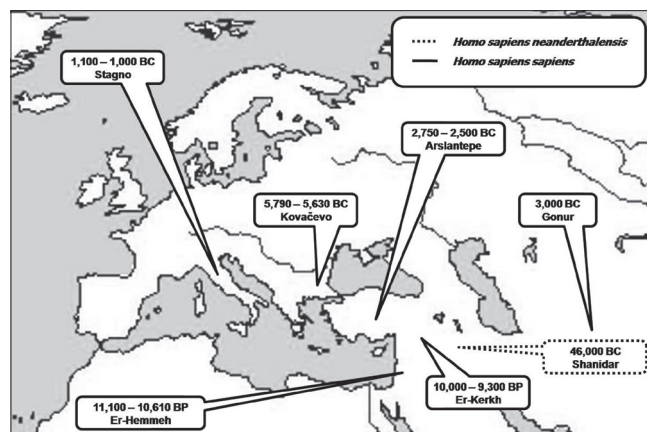 Homo sapiens neanderthalensis
Homo sapiens sapiens
1,100 – 1,000 BC
Stagno
2,750 – 2,500 BC
Arslantepe
5,790 – 5,630 BC
Kovačevo
3,000 BC
Gonur
46,000 BC
Shanidar
10,000 – 9,300 BP
Er-Kerkh
11,100 – 10,610 BP
Er-Hemmeh